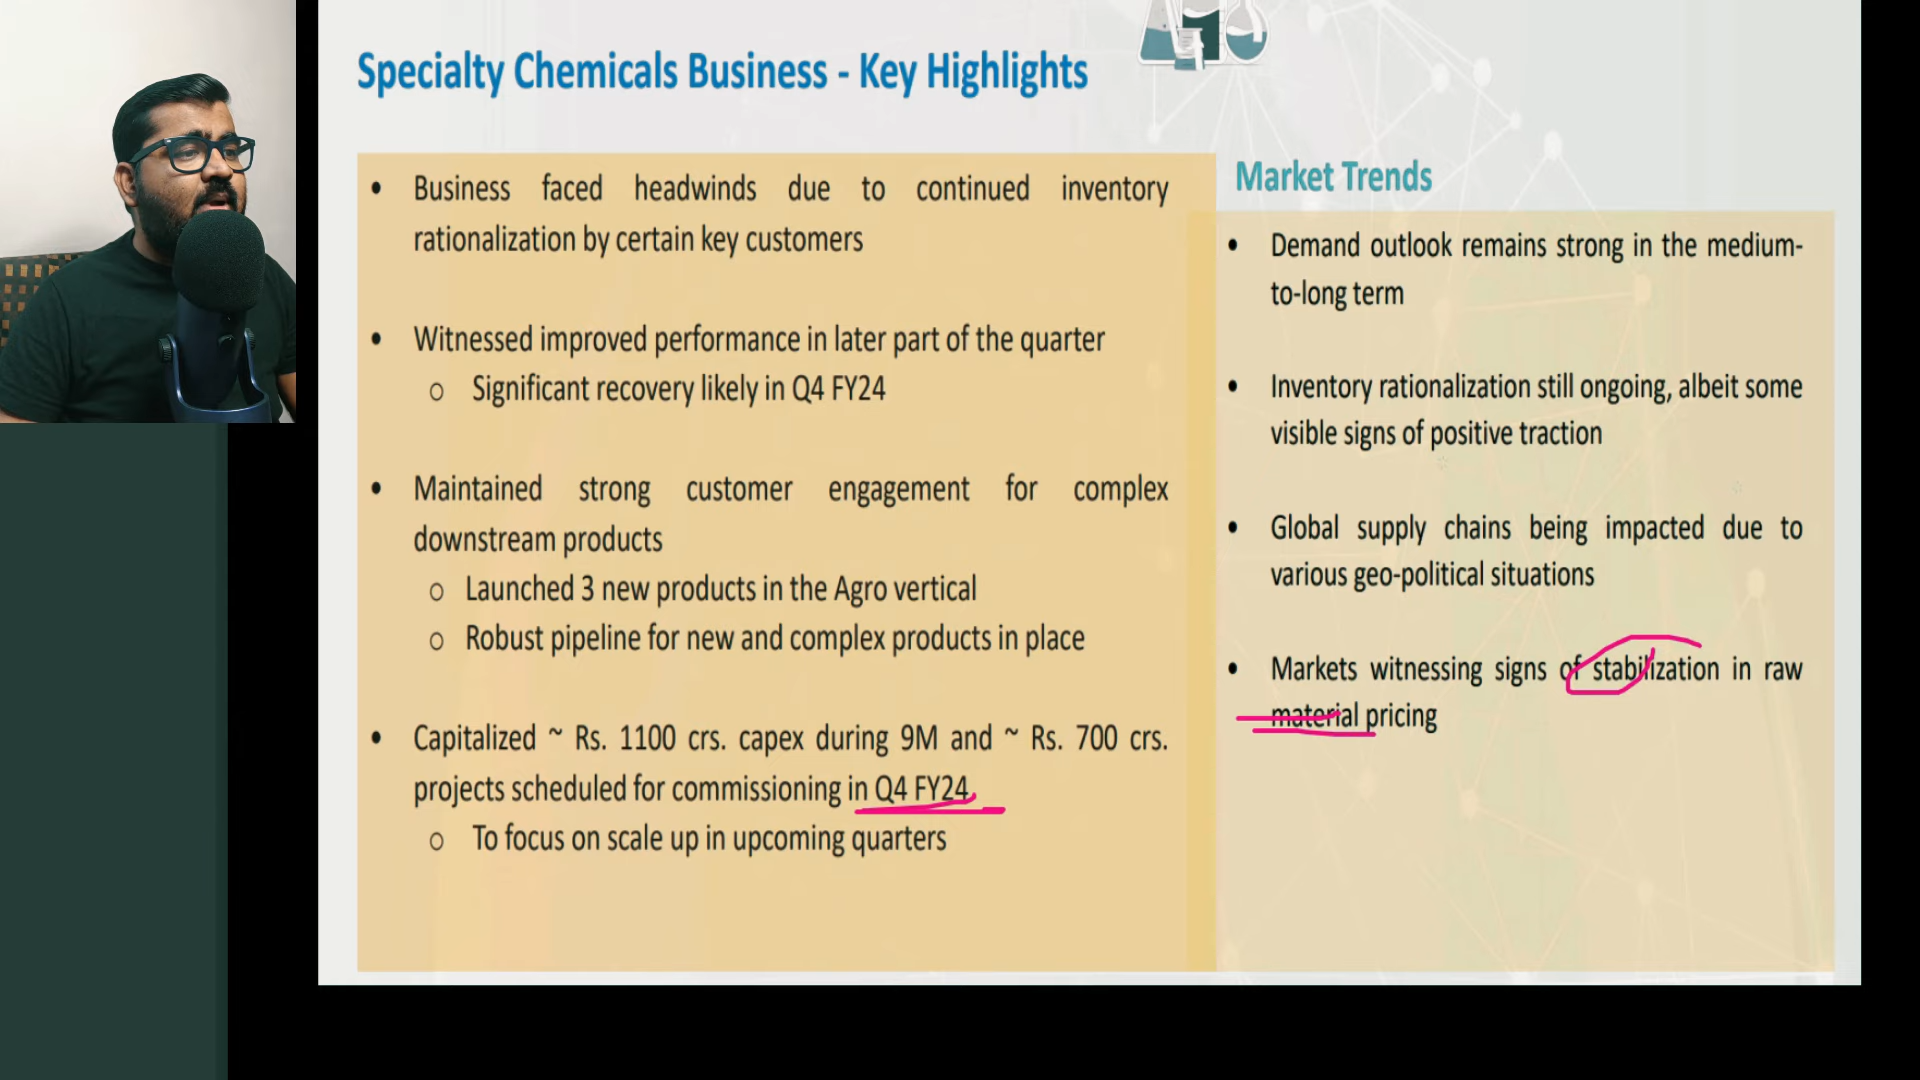 Specialty Chemicals Business - Key Highlights
• Business faced headwinds due to continued inventory
rationalization by certain key customers
• Witnessed improved performance in later part of the quarter
o Significant recovery likely in Q4 FY24
• Maintained strong customer engagement for complex
downstream products
o Launched 3 new products in the Agro vertical
o Robust pipeline for new and complex products in place
• Capitalized ~ Rs. 1100 crs. capex during 9M and ~ Rs. 700 crs.
projects scheduled for commissioning in Q4 FY24
o To focus on scale up in upcoming quarters
Market Trends
• Demand outlook remains strong in the medium-
to-long term
• Inventory rationalization still ongoing, albeit some
visible signs of positive traction
• Global supply chains being impacted due to
various geo-political situations
• Markets witnessing signs of stabilization in raw
material pricing